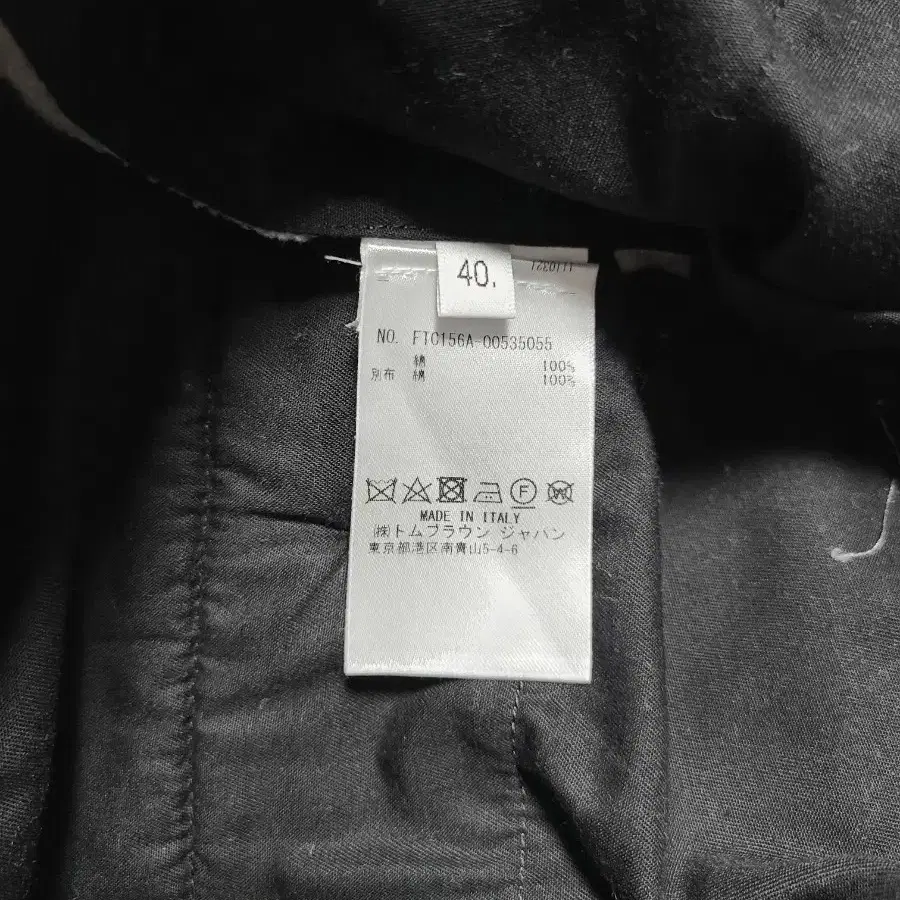 40.
1110321
NO. FTC156A-00535055
綿 100%
別布 綿 100%
F
W
MADE IN ITALY
㈱トムブラウン ジャパン
東京都港区南青山5-4-6